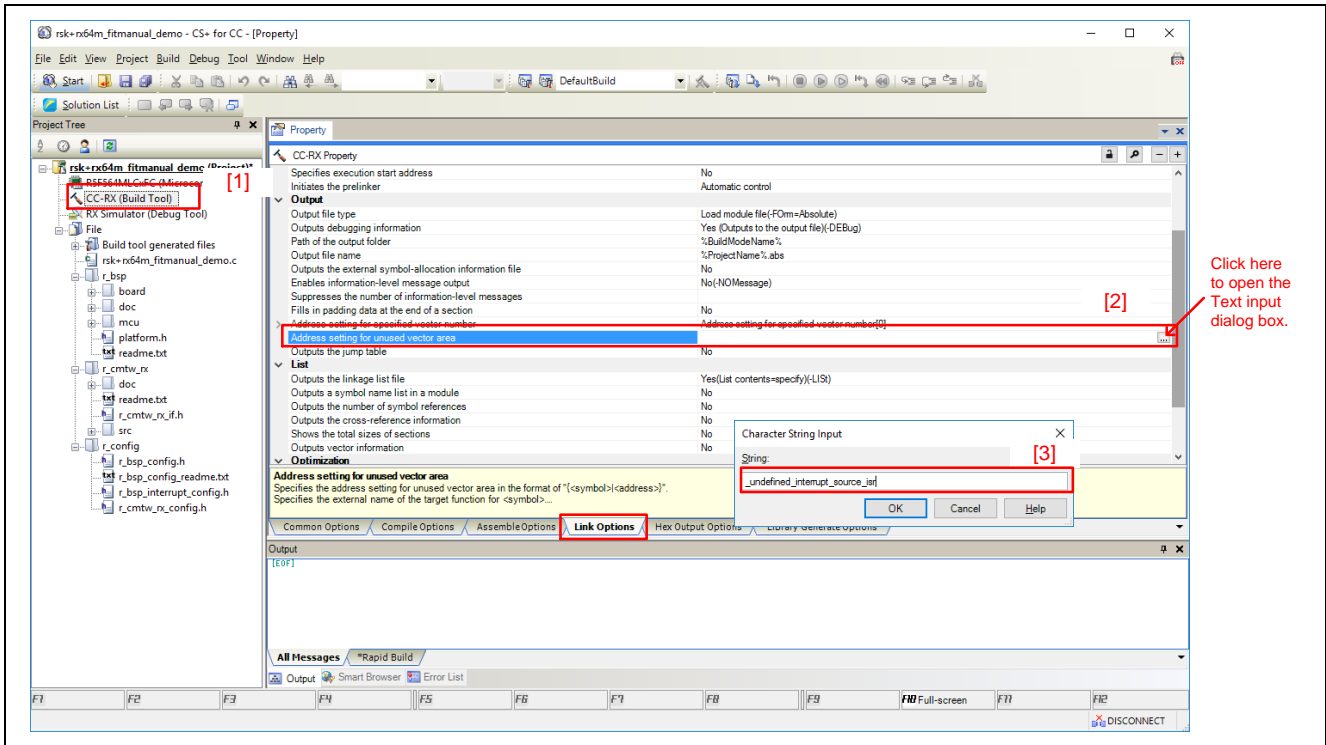 rsk+rx64m_fitmanual_demo - CS+ for CC - [Property]
File Edit View Project Build Debug Tool Window Help
Start DefaultBuild
Solution List
Project Tree
Property
CC-RX Property
rsk+rx64m_fitmanual_demo (Project)*
[1]
CC-RX (Build Tool)
RX Simulator (Debug Tool)
File
Build tool generated files
rsk+rx64m_fitmanual_demo.c
r_bsp
board
doc
mcu
platform.h
readme.txt
r_cmtw_rx
doc
readme.txt
r_cmtw_rx_if.h
src
r_config
r_bsp_config.h
r_bsp_config_readme.txt
r_bsp_interrupt_config.h
r_cmtw_rx_config.h
Specifies execution start address No
Initiates the prelinker Automatic control
Output
Output file type Load module file(-FOrm=Absolute)
Outputs debugging information Yes (Outputs to the output file)(-DEBug)
Path of the output folder %BuildModeName%
Output file name %ProjectName%.abs
Outputs the external symbol-allocation information file No
Enables information-level message output No(-NOMessage)
Suppresses the number of information-level messages
Fills in padding data at the end of a section No
[2]
Address setting for specified vector number Address setting for specified vector number[0]
Address setting for unused vector area ...
Outputs the jump table No
List
Outputs the linkage list file Yes(List contents=specify)(-LISt)
Outputs a symbol name list in a module No
Outputs the number of symbol references No
Outputs the cross-reference information No
Shows the total sizes of sections No
Outputs vector information No
Optimization
Click here
to open the
Text input
dialog box.
Character String Input
[3]
String:
_undefined_interrupt_source_isr
OK Cancel Help
Address setting for unused vector area
Specifies the address setting for unused vector area in the format of "{<symbol>|<address>}".
Specifies the external name of the target function for <symbol>....
Common Options Compile Options Assemble Options Link Options Hex Output Options Library Generate Options
Output
[EOF]
All Messages *Rapid Build
Output Smart Browser Error List
F1 F2 F3 F4 F5 F6 F7 F8 F9 F10 Full-screen F11 F12
DISCONNECT